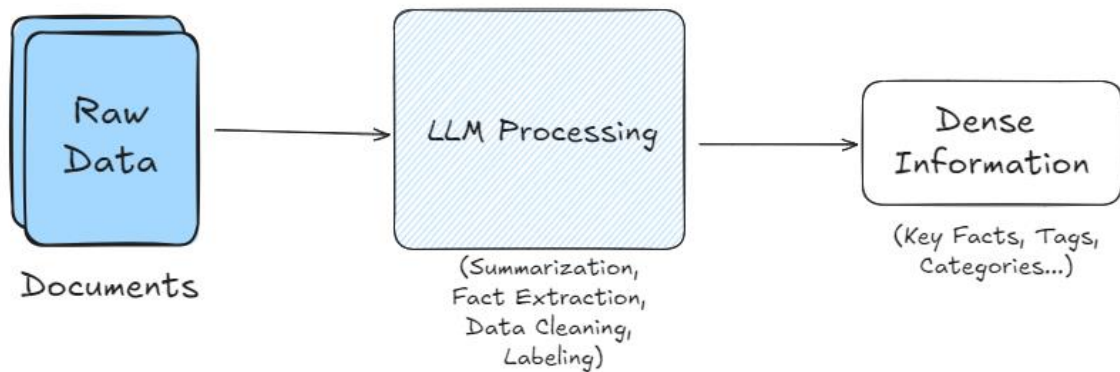 Raw
Data
Documents
LLM Processing
(Summarization,
Fact Extraction,
Data Cleaning,
Labeling)
Dense
Information
(Key Facts, Tags,
Categories...)